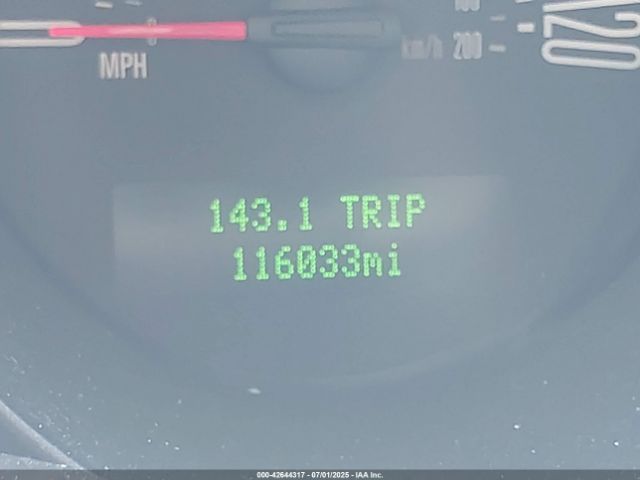 MPH
km/h 200
120
143.1 TRIP
116033mi
000-42644317 - 07/01/2025 - IAA Inc.